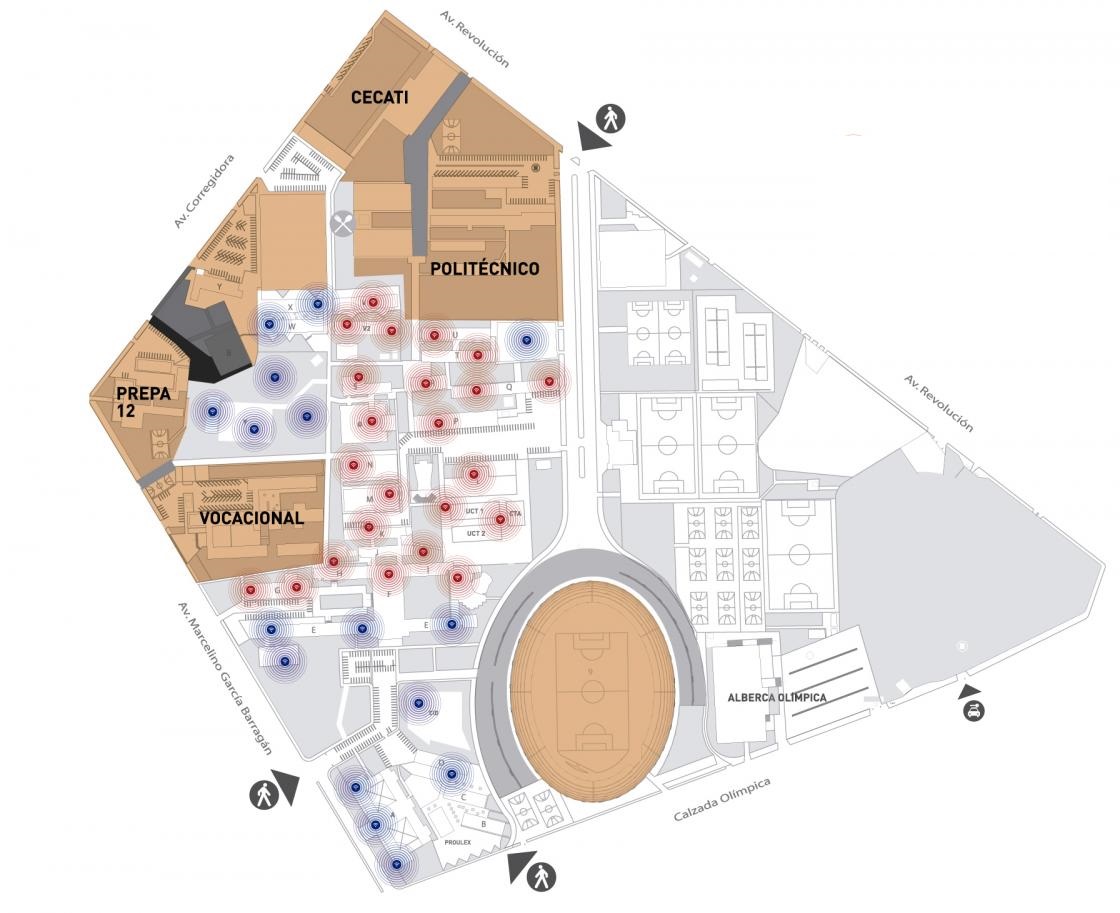 Av. Revolución
CECATI
Av. Corregidora
POLITÉCNICO
Y
X
W
V2
U
T
Q
P
PREPA
12
Av. Revolución
N
M
UCT 1
CTA
UCT 2
K
VOCACIONAL
H
I
F
G
E
E
Av. Marcelino García Barragán
9
ALBERCA OLÍMPICA
D
C
A
B
PROULEX
Calzada Olímpica